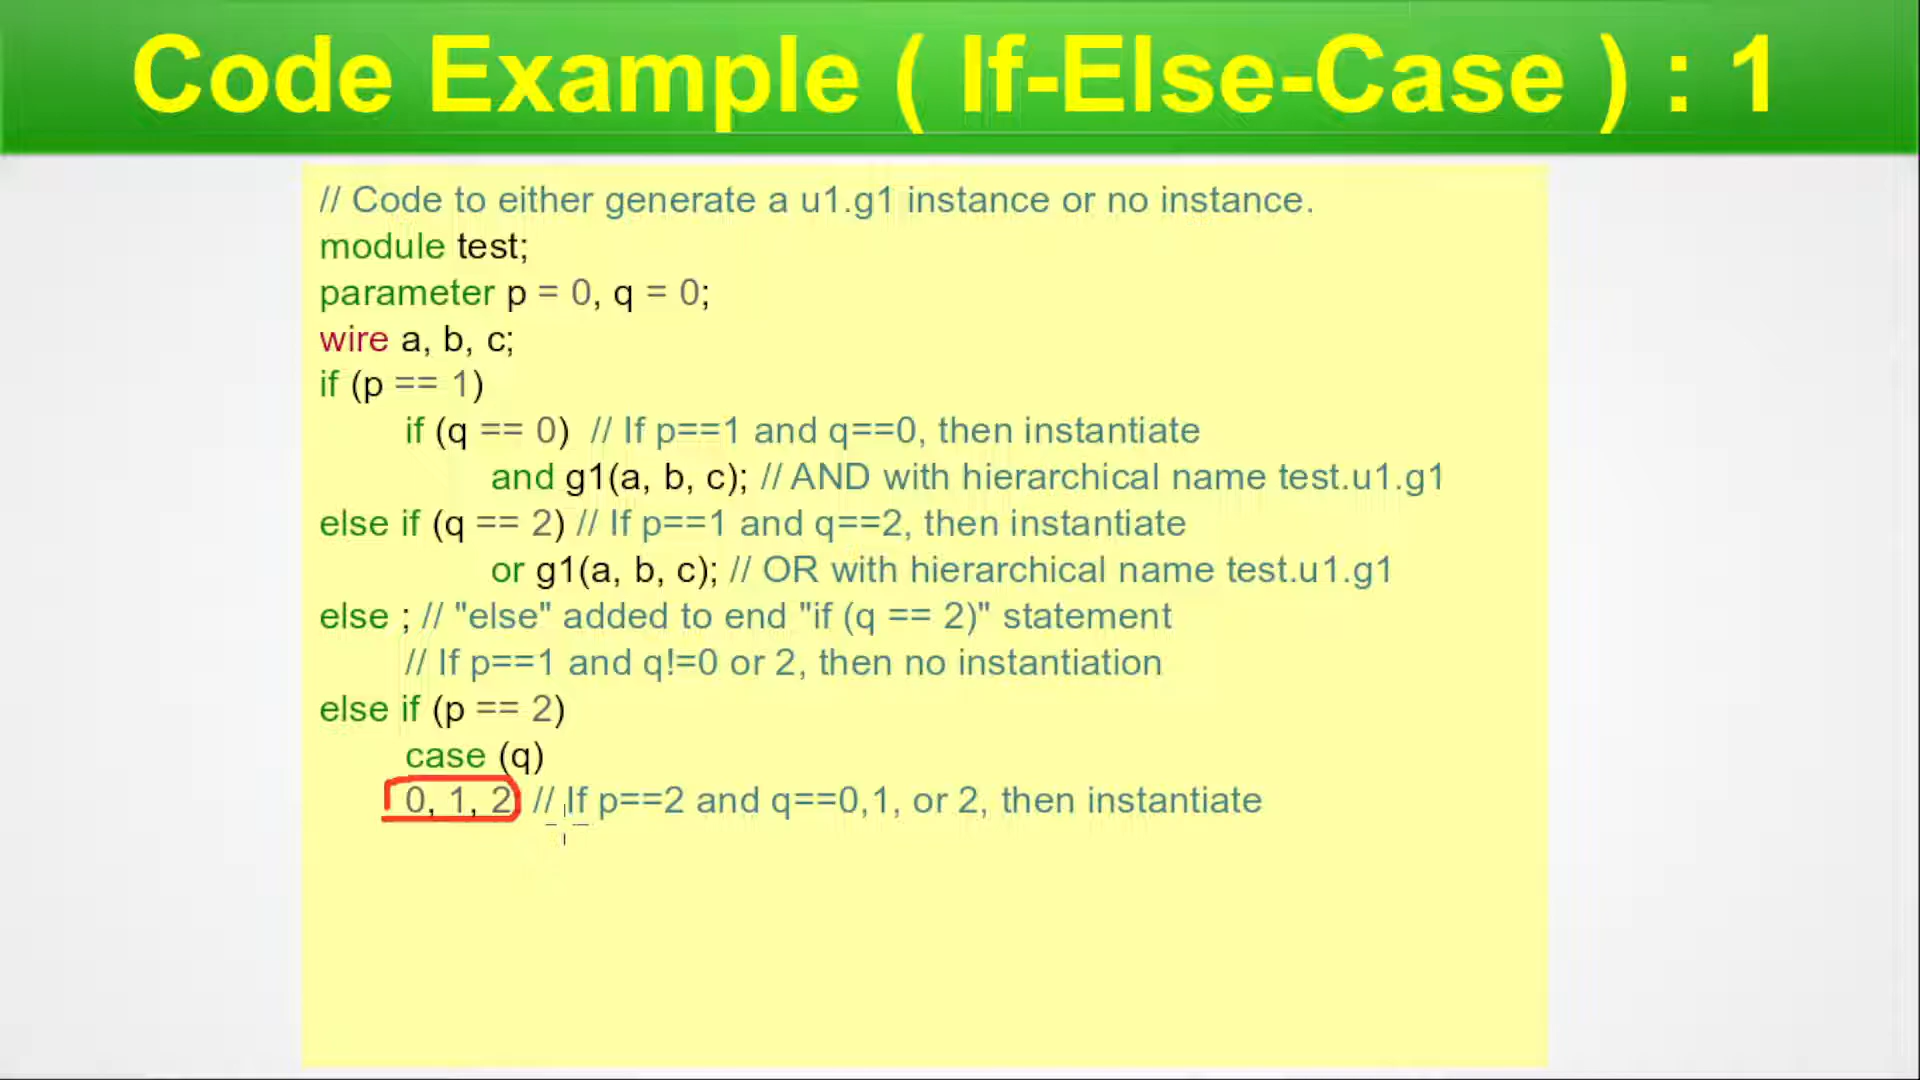 Code Example ( If-Else-Case ) : 1
// Code to either generate a u1.g1 instance or no instance.
module test;
parameter p = 0, q = 0;
wire a, b, c;
if (p == 1)
if (q == 0) // If p==1 and q==0, then instantiate
and g1(a, b, c); // AND with hierarchical name test.u1.g1
else if (q == 2) // If p==1 and q==2, then instantiate
or g1(a, b, c); // OR with hierarchical name test.u1.g1
else ; // "else" added to end "if (q == 2)" statement
// If p==1 and q!=0 or 2, then no instantiation
else if (p == 2)
case (q)
0, 1, 2 // If p==2 and q==0,1, or 2, then instantiate